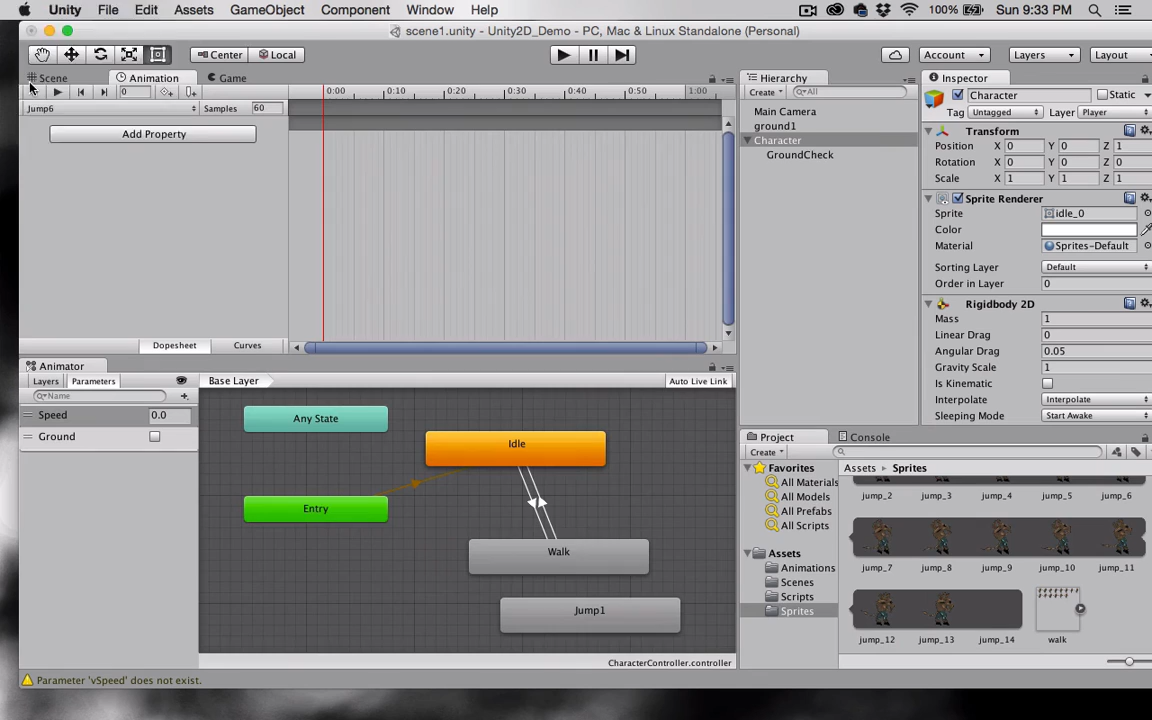 Unity File Edit Assets GameObject Component Window Help 100% Sun 9:33 PM
scene1.unity - Unity2D_Demo - PC, Mac & Linux Standalone (Personal)
Center Local Account Layers Layout
Scene Animation Game
0 0:00 0:10 0:20 0:30 0:40 0:50 1:00
Jump6 Samples 60
Add Property
Dopesheet Curves
Hierarchy
Create All
Main Camera
ground1
Character
GroundCheck
Inspector
Character Static
Tag Untagged Layer Player
Transform
Position X 0 Y 0 Z 1
Rotation X 0 Y 0 Z 0
Scale X 1 Y 1 Z 1
Sprite Renderer
Sprite idle_0
Color
Material Sprites-Default
Sorting Layer Default
Order in Layer 0
Rigidbody 2D
Mass 1
Linear Drag 0
Angular Drag 0.05
Gravity Scale 1
Is Kinematic
Interpolate Interpolate
Sleeping Mode Start Awake
Animator
Layers Parameters Base Layer Auto Live Link
Name
Speed 0.0
Ground
Any State
Idle
Entry
Walk
Jump1
CharacterController.controller
Project Console
Create
Favorites
All Materials
All Models
All Prefabs
All Scripts
Assets
Animations
Scenes
Scripts
Sprites
Assets Sprites
jump_2 jump_3 jump_4 jump_5 jump_6
jump_7 jump_8 jump_9 jump_10 jump_11
jump_12 jump_13 jump_14 walk
Parameter 'vSpeed' does not exist.